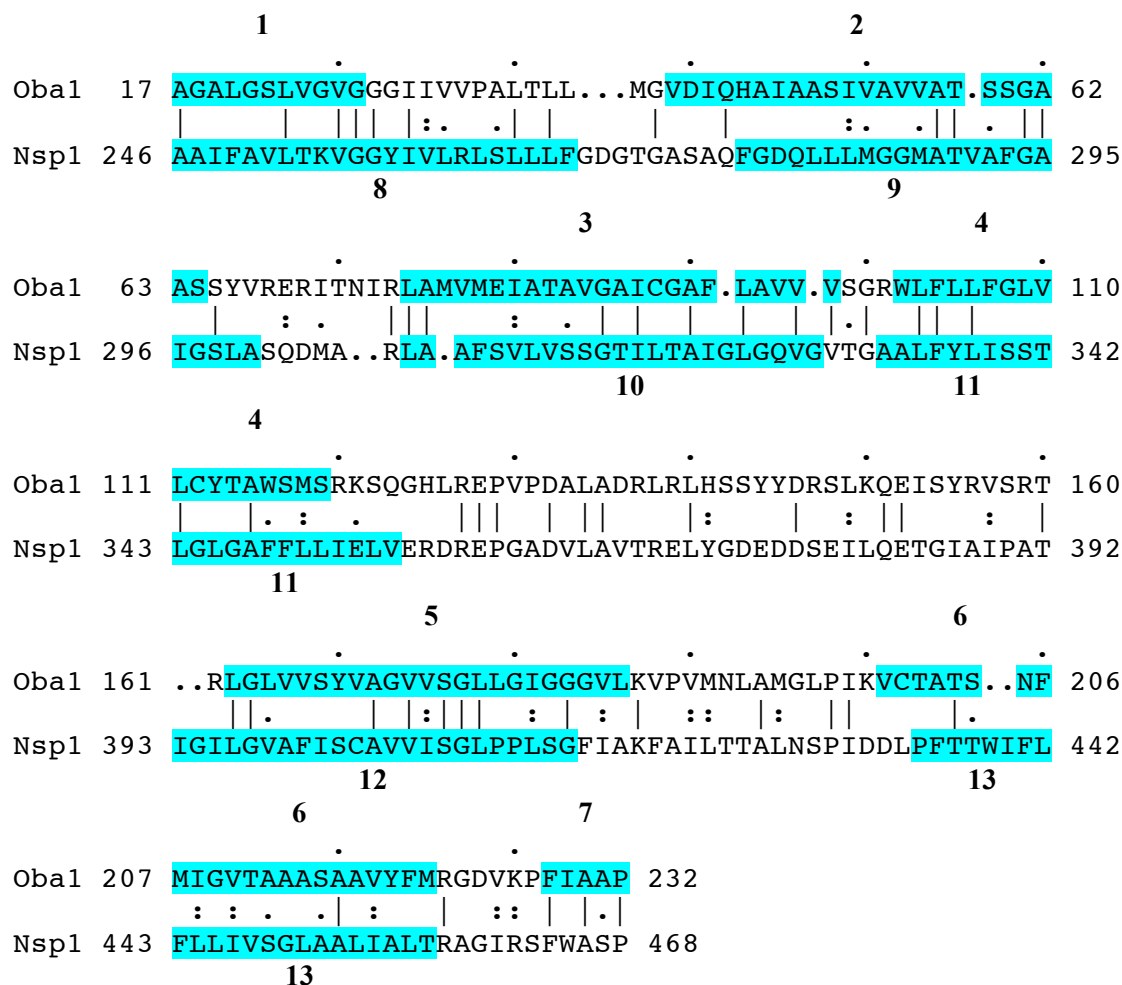 1 2
. . . . .
Oba1 17 AGALGSLVGVGGGIIVVPALTLL...MGVDIQHAIAASIVAVVAT.SSGA 62
| | ||| |:. .| | | | :. .|| . ||
Nsp1 246 AAIFAVLTKVGGYIVLRLSLLLFGDGTGASAQFGDQLLLMGGMATVAFGA 295
8 9
3 4
. . . . .
Oba1 63 ASSYVRERITNIRLAMVMEIATAVGAICGAF.LAVV.VSGRWLFLLFGLV 110
| : . ||| : . | | | | | |.| || |
Nsp1 296 IGSLASQDMA..RLA.AFSVLVSSGTILTAIGLGQVGVTGAALFYLISST 342
10 11
4
. . . . .
Oba1 111 LCYTAWSMSRKSQGHLREPVPDALADRLRLHSSYYDRSLKQEISYRVSRT 160
| |. : . ||| | || |: | : || : |
Nsp1 343 LGLGAFFLLIELVERDREPGADVLAVTRELYGDEDDSEILQETGIAIPAT 392
11
5 6
. . . . .
Oba1 161 ..RLGLVVSYVAGVVSGLLGIGGGVLKVPVMNLAMGLPIKVCTATS..NF 206
||. | |:||| : | : | :: |: || |.
Nsp1 393 IGILGVAFISCAVVISGLPPLSGFIAKFAILTTALNSPIDDLPFTTWIFL 442
12 13
6 7
. .
Oba1 207 MIGVTAAASAAVYFMRGDVKPFIAAP 232
: : . .| : | :: | |.|
Nsp1 443 FLLIVSGLAALIALTRAGIRSFWASP 468
13